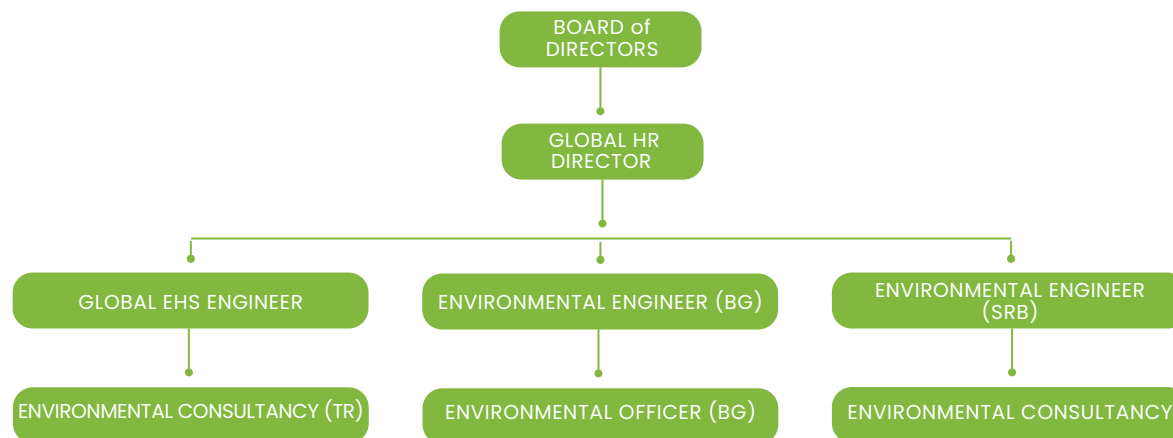 BOARD of
DIRECTORS
GLOBAL HR
DIRECTOR
GLOBAL EHS ENGINEER
ENVIRONMENTAL ENGINEER (BG)
ENVIRONMENTAL ENGINEER
(SRB)
ENVIRONMENTAL CONSULTANCY (TR)
ENVIRONMENTAL OFFICER (BG)
ENVIRONMENTAL CONSULTANCY